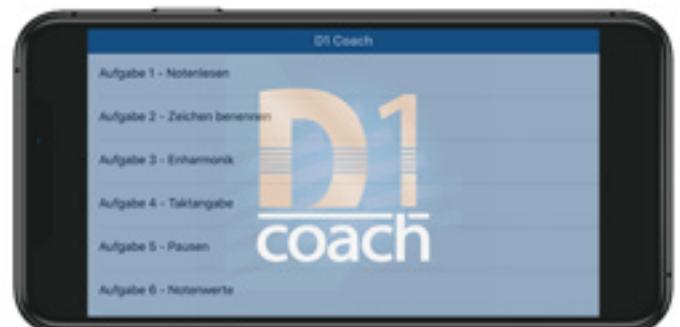 D1 Coach
Aufgabe 1 - Notenlesen
Aufgabe 2 - Zeichen benennen
Aufgabe 3 - Enharmonik
Aufgabe 4 - Taktangabe
Aufgabe 5 - Pausen
Aufgabe 6 - Notenwerte
D1
coach